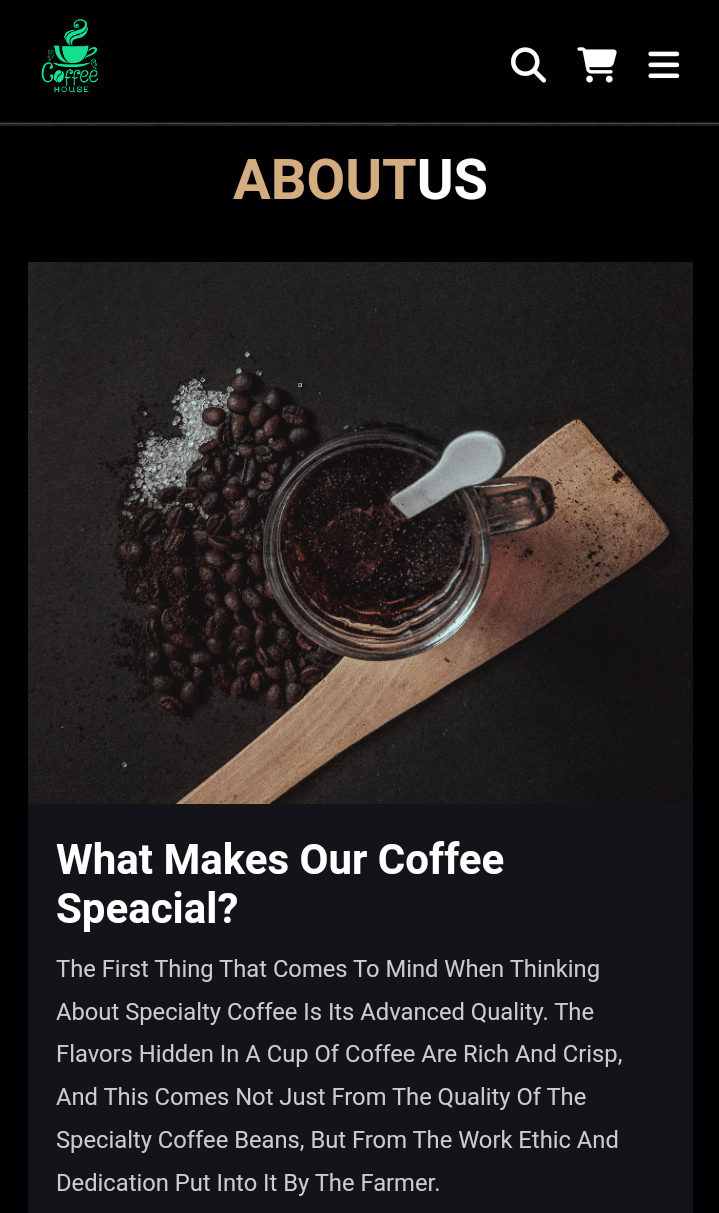 Coffee
HOUSE
ABOUTUS
What Makes Our Coffee
Speacial?
The First Thing That Comes To Mind When Thinking
About Specialty Coffee Is Its Advanced Quality. The
Flavors Hidden In A Cup Of Coffee Are Rich And Crisp,
And This Comes Not Just From The Quality Of The
Specialty Coffee Beans, But From The Work Ethic And
Dedication Put Into It By The Farmer.